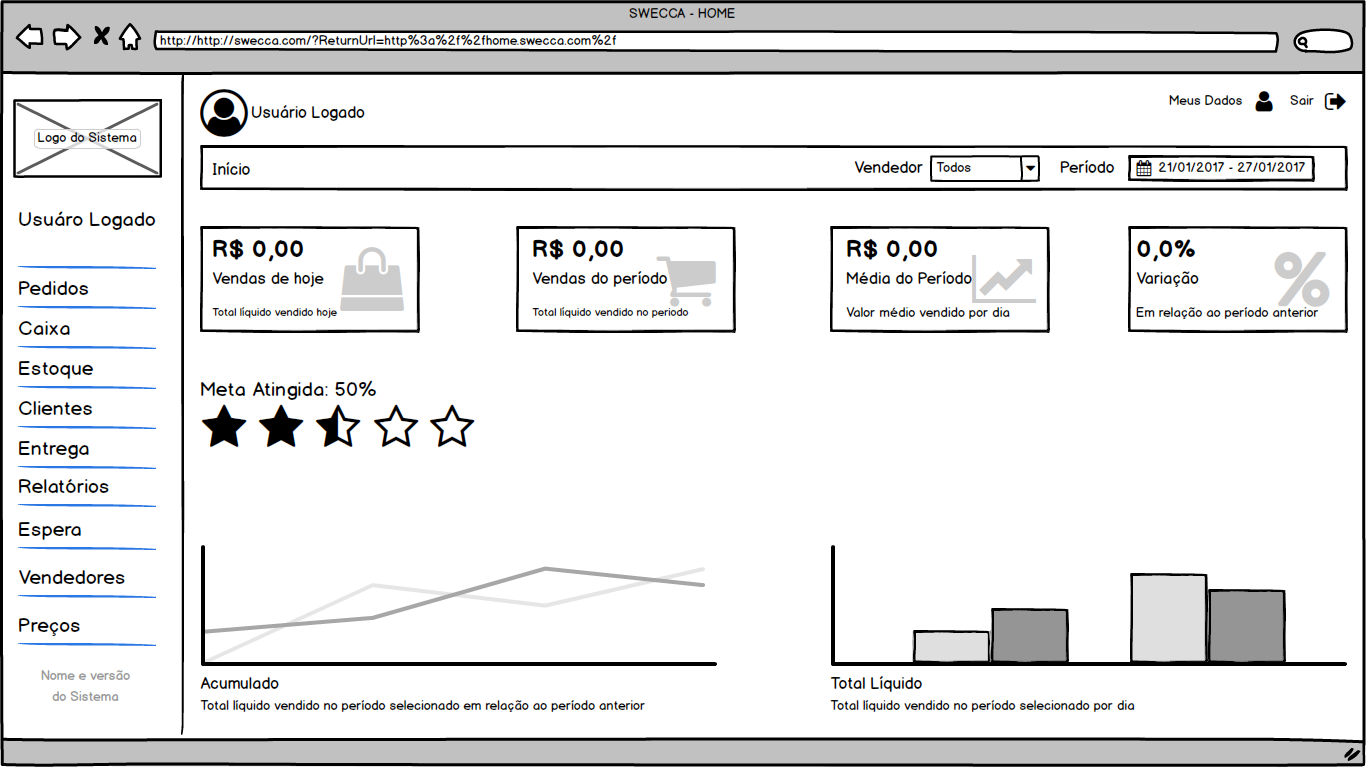 SWECCA - HOME
http://http://swecca.com/?ReturnUrl=http%3a%2f%2fhome.swecca.com%2f
Logo do Sistema
Usuáro Logado
Pedidos
Caixa
Estoque
Clientes
Entrega
Relatórios
Espera
Vendedores
Preços
Nome e versão
do Sistema
Usuário Logado
Meus Dados
Sair
Início
Vendedor
Todos
Período
21/01/2017 - 27/01/2017
R$ 0,00
Vendas de hoje
Total líquido vendido hoje
R$ 0,00
Vendas do período
Total líquido vendido no periodo
R$ 0,00
Média do Período
Valor médio vendido por dia
0,0%
Variação
Em relação ao período anterior
%
Meta Atingida: 50%
Acumulado
Total líquido vendido no período selecionado em relação ao período anterior
Total Líquido
Total líquido vendido no período selecionado por dia